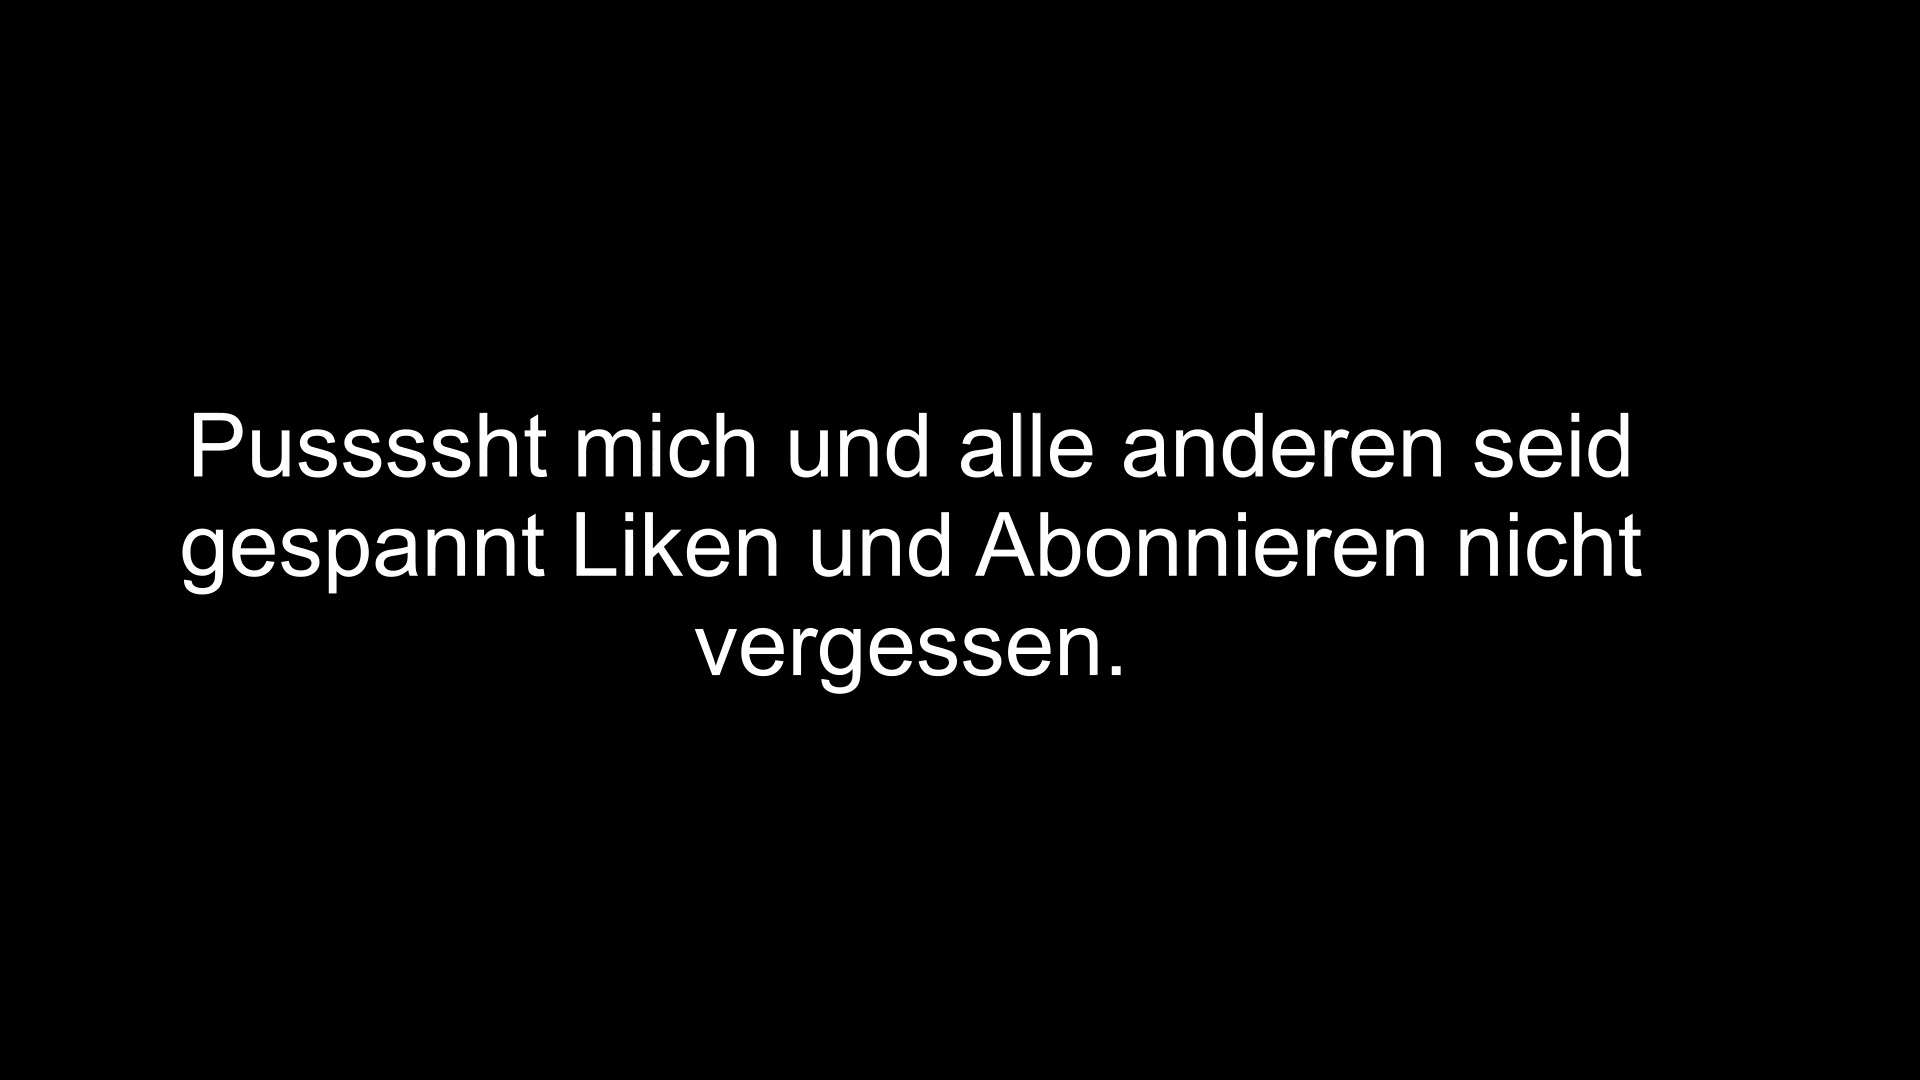 Pussssht mich und alle anderen seid
gespannt Liken und Abonnieren nicht
vergessen.